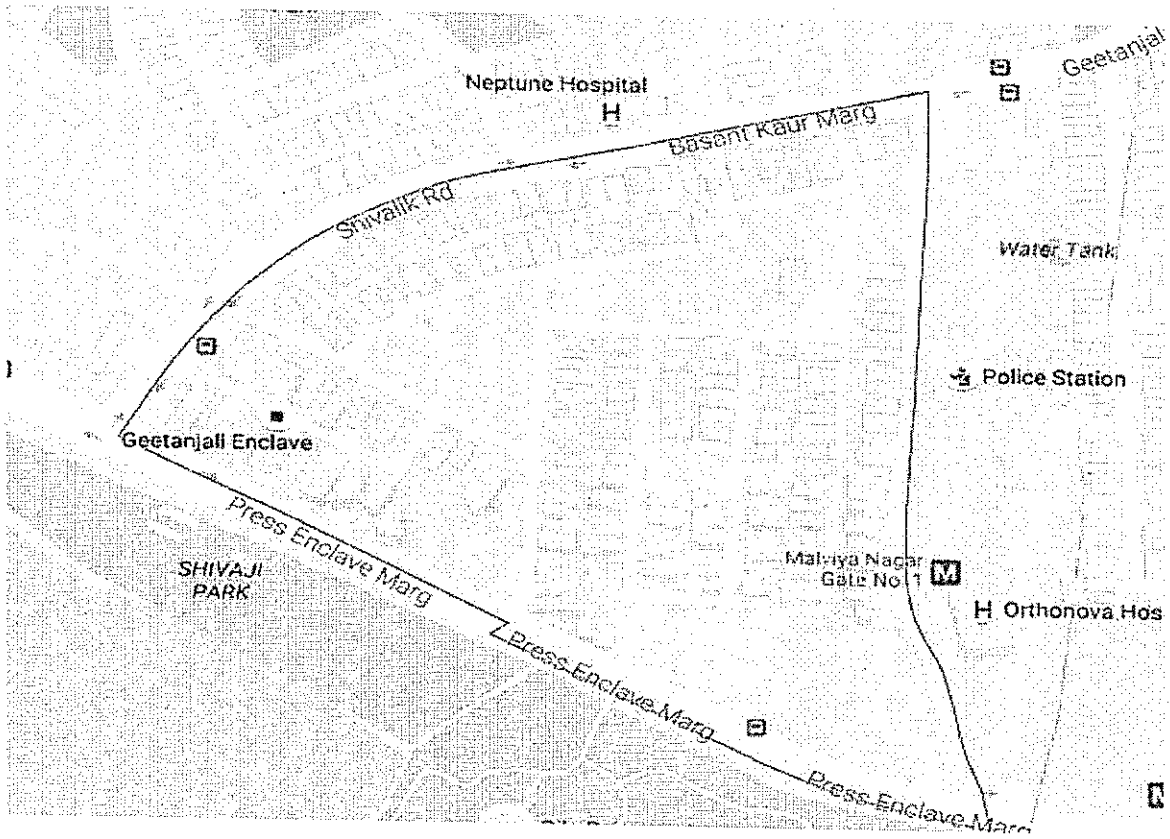 Neptune Hospital
H
Geetanjal
Basant Kaur Marg
Shivalik Rd
Water Tank
Police Station
Geetanjali Enclave
Press Enclave Marg
SHIVAJI
PARK
Malviya Nagar
Gate No. 1
M
H Orthonova Hos
Press Enclave Marg
Press Enclave Marg